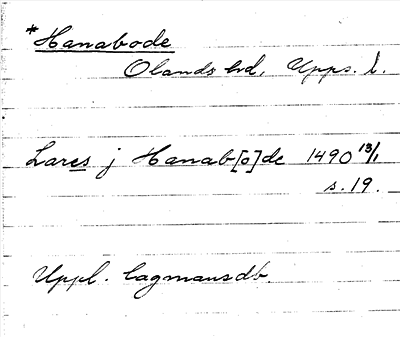 *Hanabode
Olands hd, Upps. l.
Lares j Hanab[o]de 1490 13/1
s. 19.
Uppl. lagmansdb.